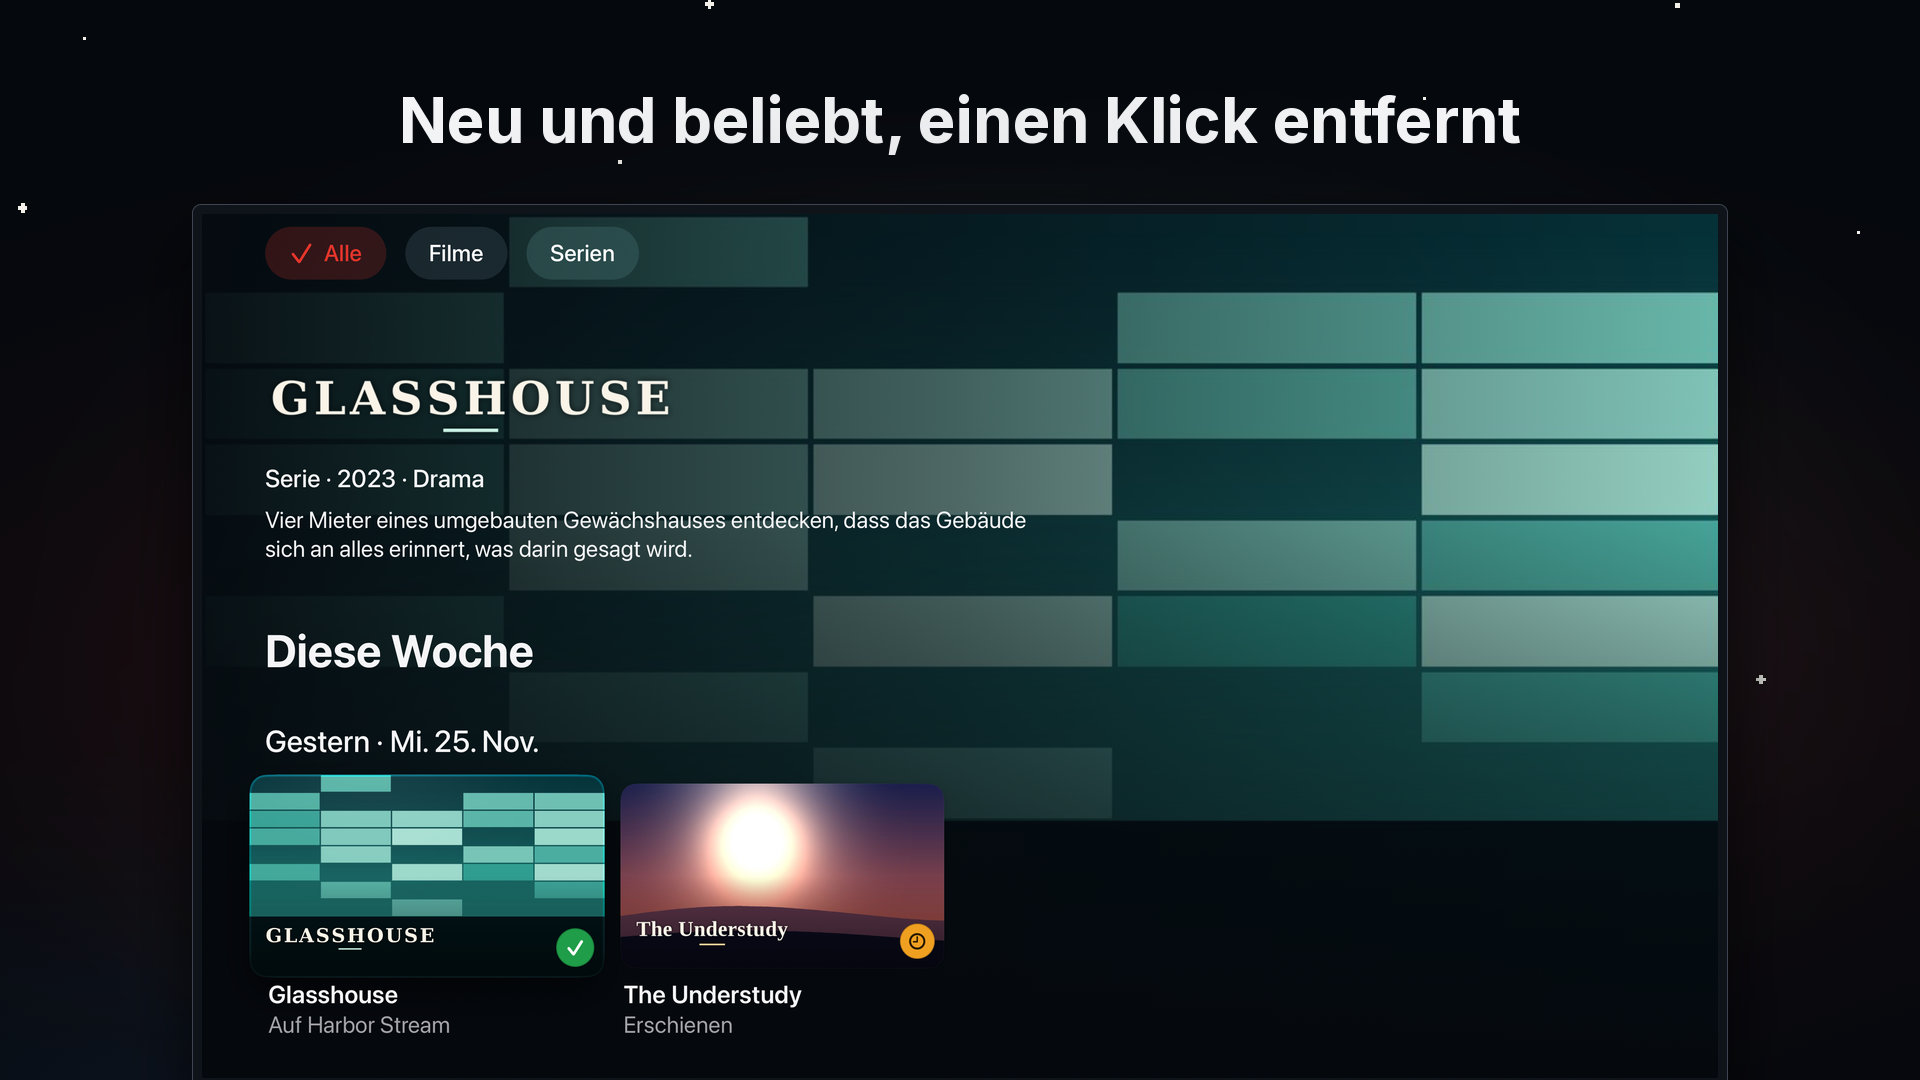 Neu und beliebt, einen Klick entfernt
Alle
Filme
Serien
GLASSHOUSE
Serie · 2023 · Drama
Vier Mieter eines umgebauten Gewächshauses entdecken, dass das Gebäude
sich an alles erinnert, was darin gesagt wird.
Diese Woche
Gestern · Mi. 25. Nov.
GLASSHOUSE
The Understudy
Glasshouse
Auf Harbor Stream
The Understudy
Erschienen